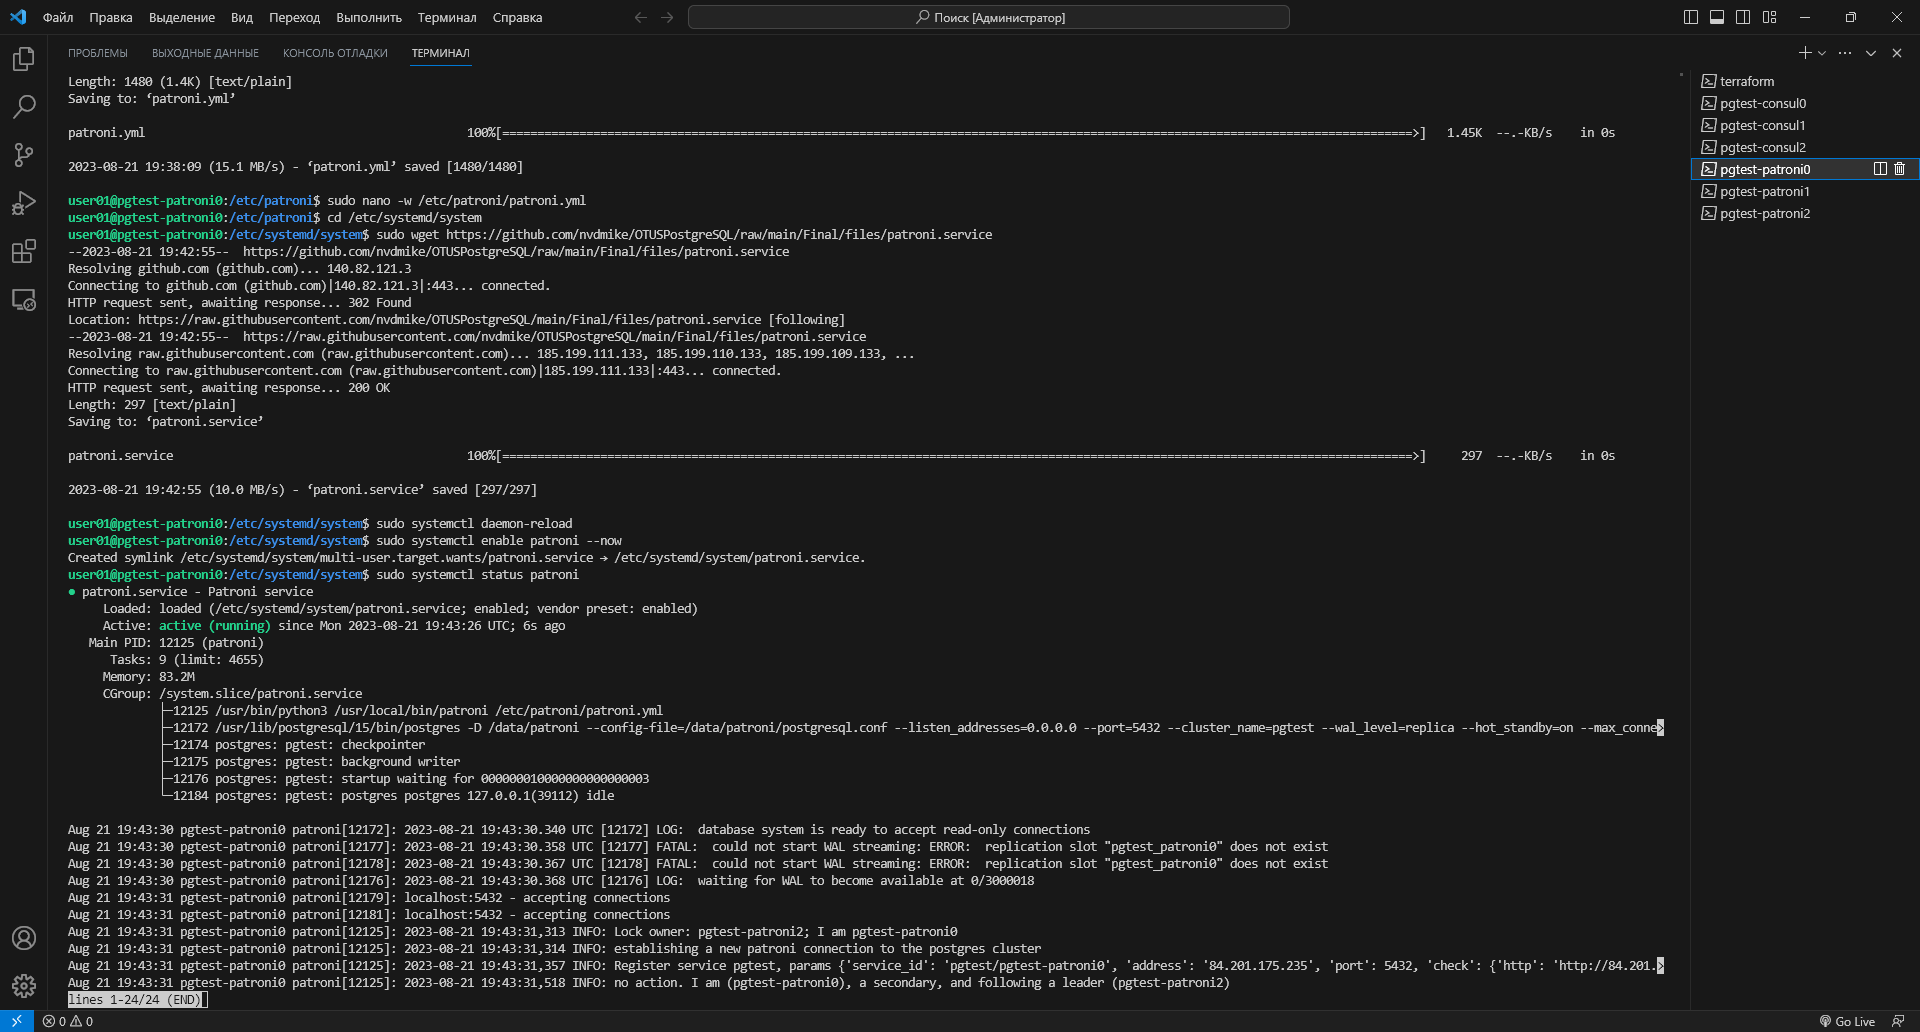 Файл Правка Выделение Вид Переход Выполнить Терминал Справка
Поиск [Администратор]
ПРОБЛЕМЫ ВЫХОДНЫЕ ДАННЫЕ КОНСОЛЬ ОТЛАДКИ ТЕРМИНАЛ
Length: 1480 (1.4K) [text/plain]
Saving to: ‘patroni.yml’
patroni.yml 100%[===================================================================================================================================>] 1.45K --.-KB/s in 0s
2023-08-21 19:38:09 (15.1 MB/s) - ‘patroni.yml’ saved [1480/1480]
user01@pgtest-patroni0:/etc/patroni$ sudo nano -w /etc/patroni/patroni.yml
user01@pgtest-patroni0:/etc/patroni$ cd /etc/systemd/system
user01@pgtest-patroni0:/etc/systemd/system$ sudo wget https://github.com/nvdmike/OTUSPostgreSQL/raw/main/Final/files/patroni.service
--2023-08-21 19:42:55-- https://github.com/nvdmike/OTUSPostgreSQL/raw/main/Final/files/patroni.service
Resolving github.com (github.com)... 140.82.121.3
Connecting to github.com (github.com)|140.82.121.3|:443... connected.
HTTP request sent, awaiting response... 302 Found
Location: https://raw.githubusercontent.com/nvdmike/OTUSPostgreSQL/main/Final/files/patroni.service [following]
--2023-08-21 19:42:55-- https://raw.githubusercontent.com/nvdmike/OTUSPostgreSQL/main/Final/files/patroni.service
Resolving raw.githubusercontent.com (raw.githubusercontent.com)... 185.199.111.133, 185.199.110.133, 185.199.109.133, ...
Connecting to raw.githubusercontent.com (raw.githubusercontent.com)|185.199.111.133|:443... connected.
HTTP request sent, awaiting response... 200 OK
Length: 297 [text/plain]
Saving to: ‘patroni.service’
patroni.service 100%[===================================================================================================================================>] 297 --.-KB/s in 0s
2023-08-21 19:42:55 (10.0 MB/s) - ‘patroni.service’ saved [297/297]
user01@pgtest-patroni0:/etc/systemd/system$ sudo systemctl daemon-reload
user01@pgtest-patroni0:/etc/systemd/system$ sudo systemctl enable patroni --now
Created symlink /etc/systemd/system/multi-user.target.wants/patroni.service → /etc/systemd/system/patroni.service.
user01@pgtest-patroni0:/etc/systemd/system$ sudo systemctl status patroni
● patroni.service - Patroni service
Loaded: loaded (/etc/systemd/system/patroni.service; enabled; vendor preset: enabled)
Active: active (running) since Mon 2023-08-21 19:43:26 UTC; 6s ago
Main PID: 12125 (patroni)
Tasks: 9 (limit: 4655)
Memory: 83.2M
CGroup: /system.slice/patroni.service
├─12125 /usr/bin/python3 /usr/local/bin/patroni /etc/patroni/patroni.yml
├─12172 /usr/lib/postgresql/15/bin/postgres -D /data/patroni --config-file=/data/patroni/postgresql.conf --listen_addresses=0.0.0.0 --port=5432 --cluster_name=pgtest --wal_level=replica --hot_standby=on --max_conne>
├─12174 postgres: pgtest: checkpointer
├─12175 postgres: pgtest: background writer
├─12176 postgres: pgtest: startup waiting for 000000010000000000000003
└─12184 postgres: pgtest: postgres postgres 127.0.0.1(39112) idle
Aug 21 19:43:30 pgtest-patroni0 patroni[12172]: 2023-08-21 19:43:30.340 UTC [12172] LOG: database system is ready to accept read-only connections
Aug 21 19:43:30 pgtest-patroni0 patroni[12177]: 2023-08-21 19:43:30.358 UTC [12177] FATAL: could not start WAL streaming: ERROR: replication slot "pgtest_patroni0" does not exist
Aug 21 19:43:30 pgtest-patroni0 patroni[12178]: 2023-08-21 19:43:30.367 UTC [12178] FATAL: could not start WAL streaming: ERROR: replication slot "pgtest_patroni0" does not exist
Aug 21 19:43:30 pgtest-patroni0 patroni[12176]: 2023-08-21 19:43:30.368 UTC [12176] LOG: waiting for WAL to become available at 0/3000018
Aug 21 19:43:31 pgtest-patroni0 patroni[12179]: localhost:5432 - accepting connections
Aug 21 19:43:31 pgtest-patroni0 patroni[12181]: localhost:5432 - accepting connections
Aug 21 19:43:31 pgtest-patroni0 patroni[12125]: 2023-08-21 19:43:31,313 INFO: Lock owner: pgtest-patroni2; I am pgtest-patroni0
Aug 21 19:43:31 pgtest-patroni0 patroni[12125]: 2023-08-21 19:43:31,314 INFO: establishing a new patroni connection to the postgres cluster
Aug 21 19:43:31 pgtest-patroni0 patroni[12125]: 2023-08-21 19:43:31,357 INFO: Register service pgtest, params {'service_id': 'pgtest/pgtest-patroni0', 'address': '84.201.175.235', 'port': 5432, 'check': {'http': 'http://84.201.>
Aug 21 19:43:31 pgtest-patroni0 patroni[12125]: 2023-08-21 19:43:31,518 INFO: no action. I am (pgtest-patroni0), a secondary, and following a leader (pgtest-patroni2)
lines 1-24/24 (END)
terraform
pgtest-consul0
pgtest-consul1
pgtest-consul2
pgtest-patroni0
pgtest-patroni1
pgtest-patroni2
0 0
Go Live